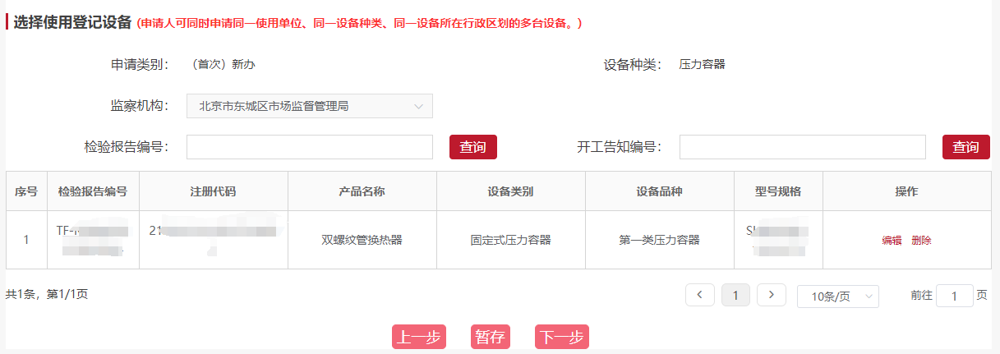 选择使用登记设备 (申请人可同时申请同一使用单位、同一设备种类、同一设备所在行政区划的多台设备。)
申请类别： （首次）新办 设备种类： 压力容器
监察机构： 北京市东城区市场监督管理局
检验报告编号： 查询 开工告知编号： 查询
序号 检验报告编号 注册代码 产品名称 设备类别 设备品种 型号规格 操作
1 双螺纹管换热器 固定式压力容器 第一类压力容器 编辑 删除
共1条，第1/1页 1 10条/页 前往 1 页
上一步 暂存 下一步